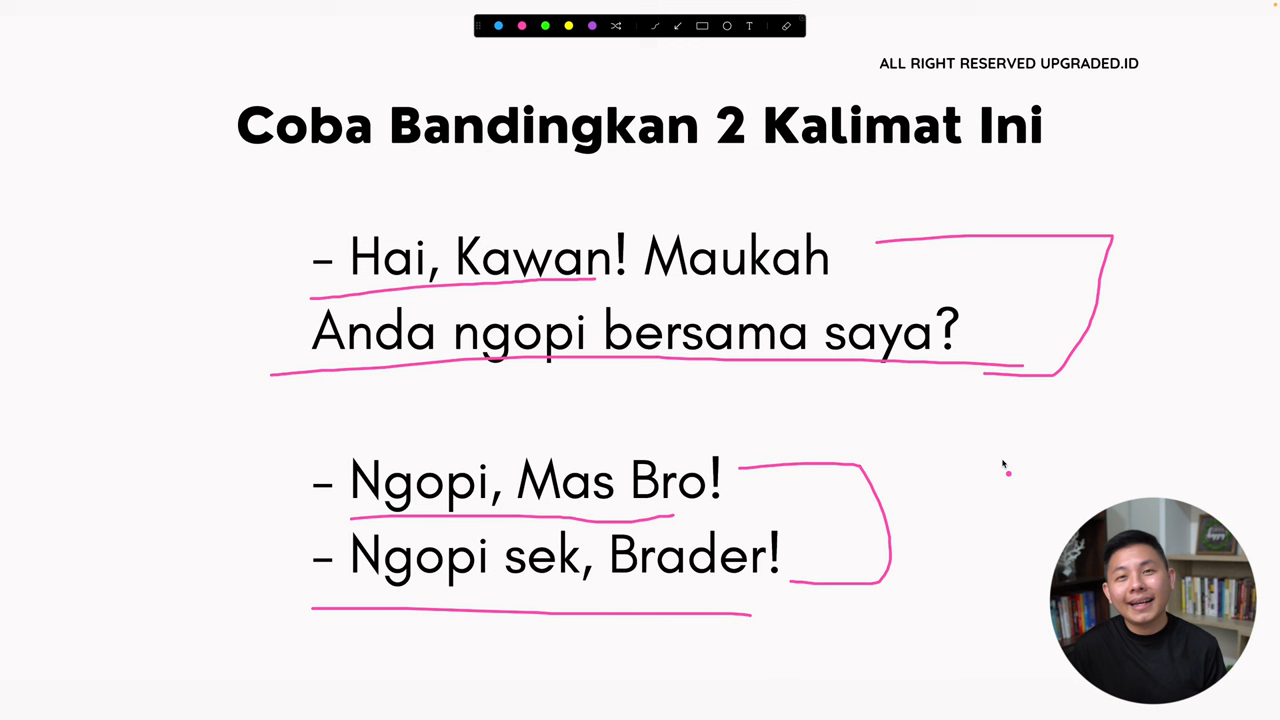 T
ALL RIGHT RESERVED UPGRADED.ID
Coba Bandingkan 2 Kalimat Ini
– Hai, Kawan! Maukah
Anda ngopi bersama saya?
– Ngopi, Mas Bro!
– Ngopi sek, Brader!